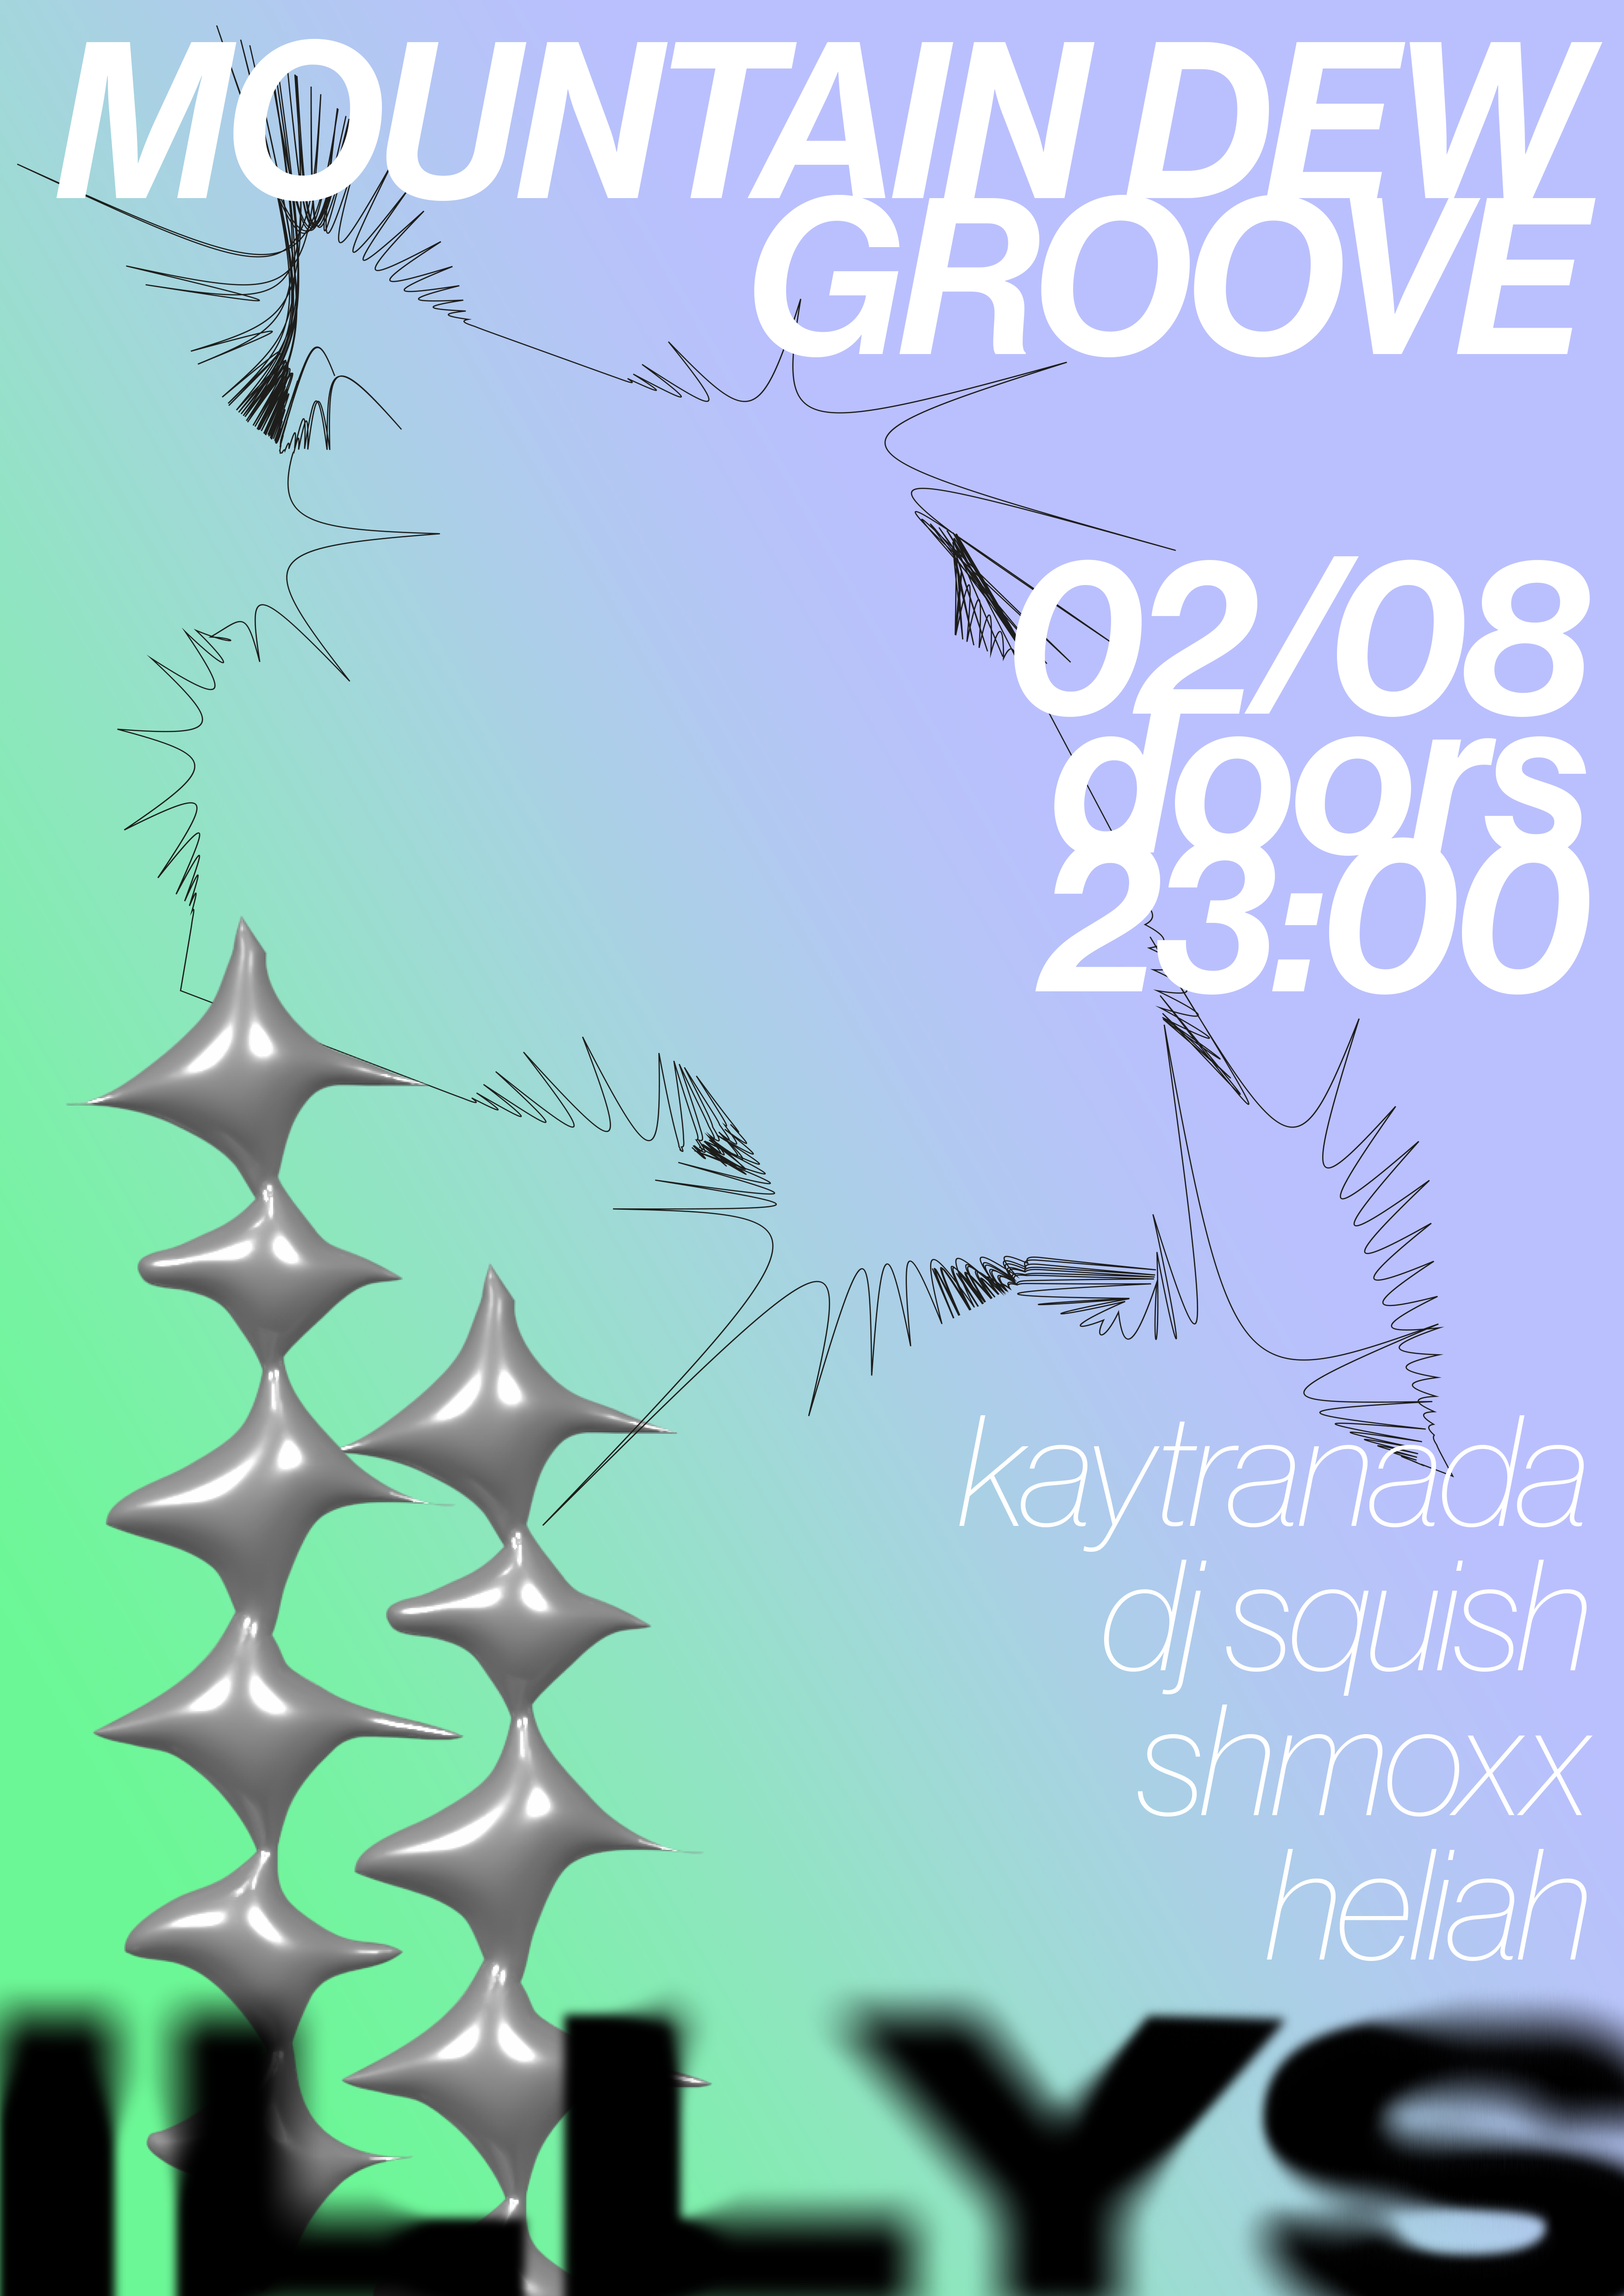 MOUNTAIN DEW
GROOVE
02/08
doors
23:00
kaytranada
dj squish
shmoxx
heliah
ILLYS